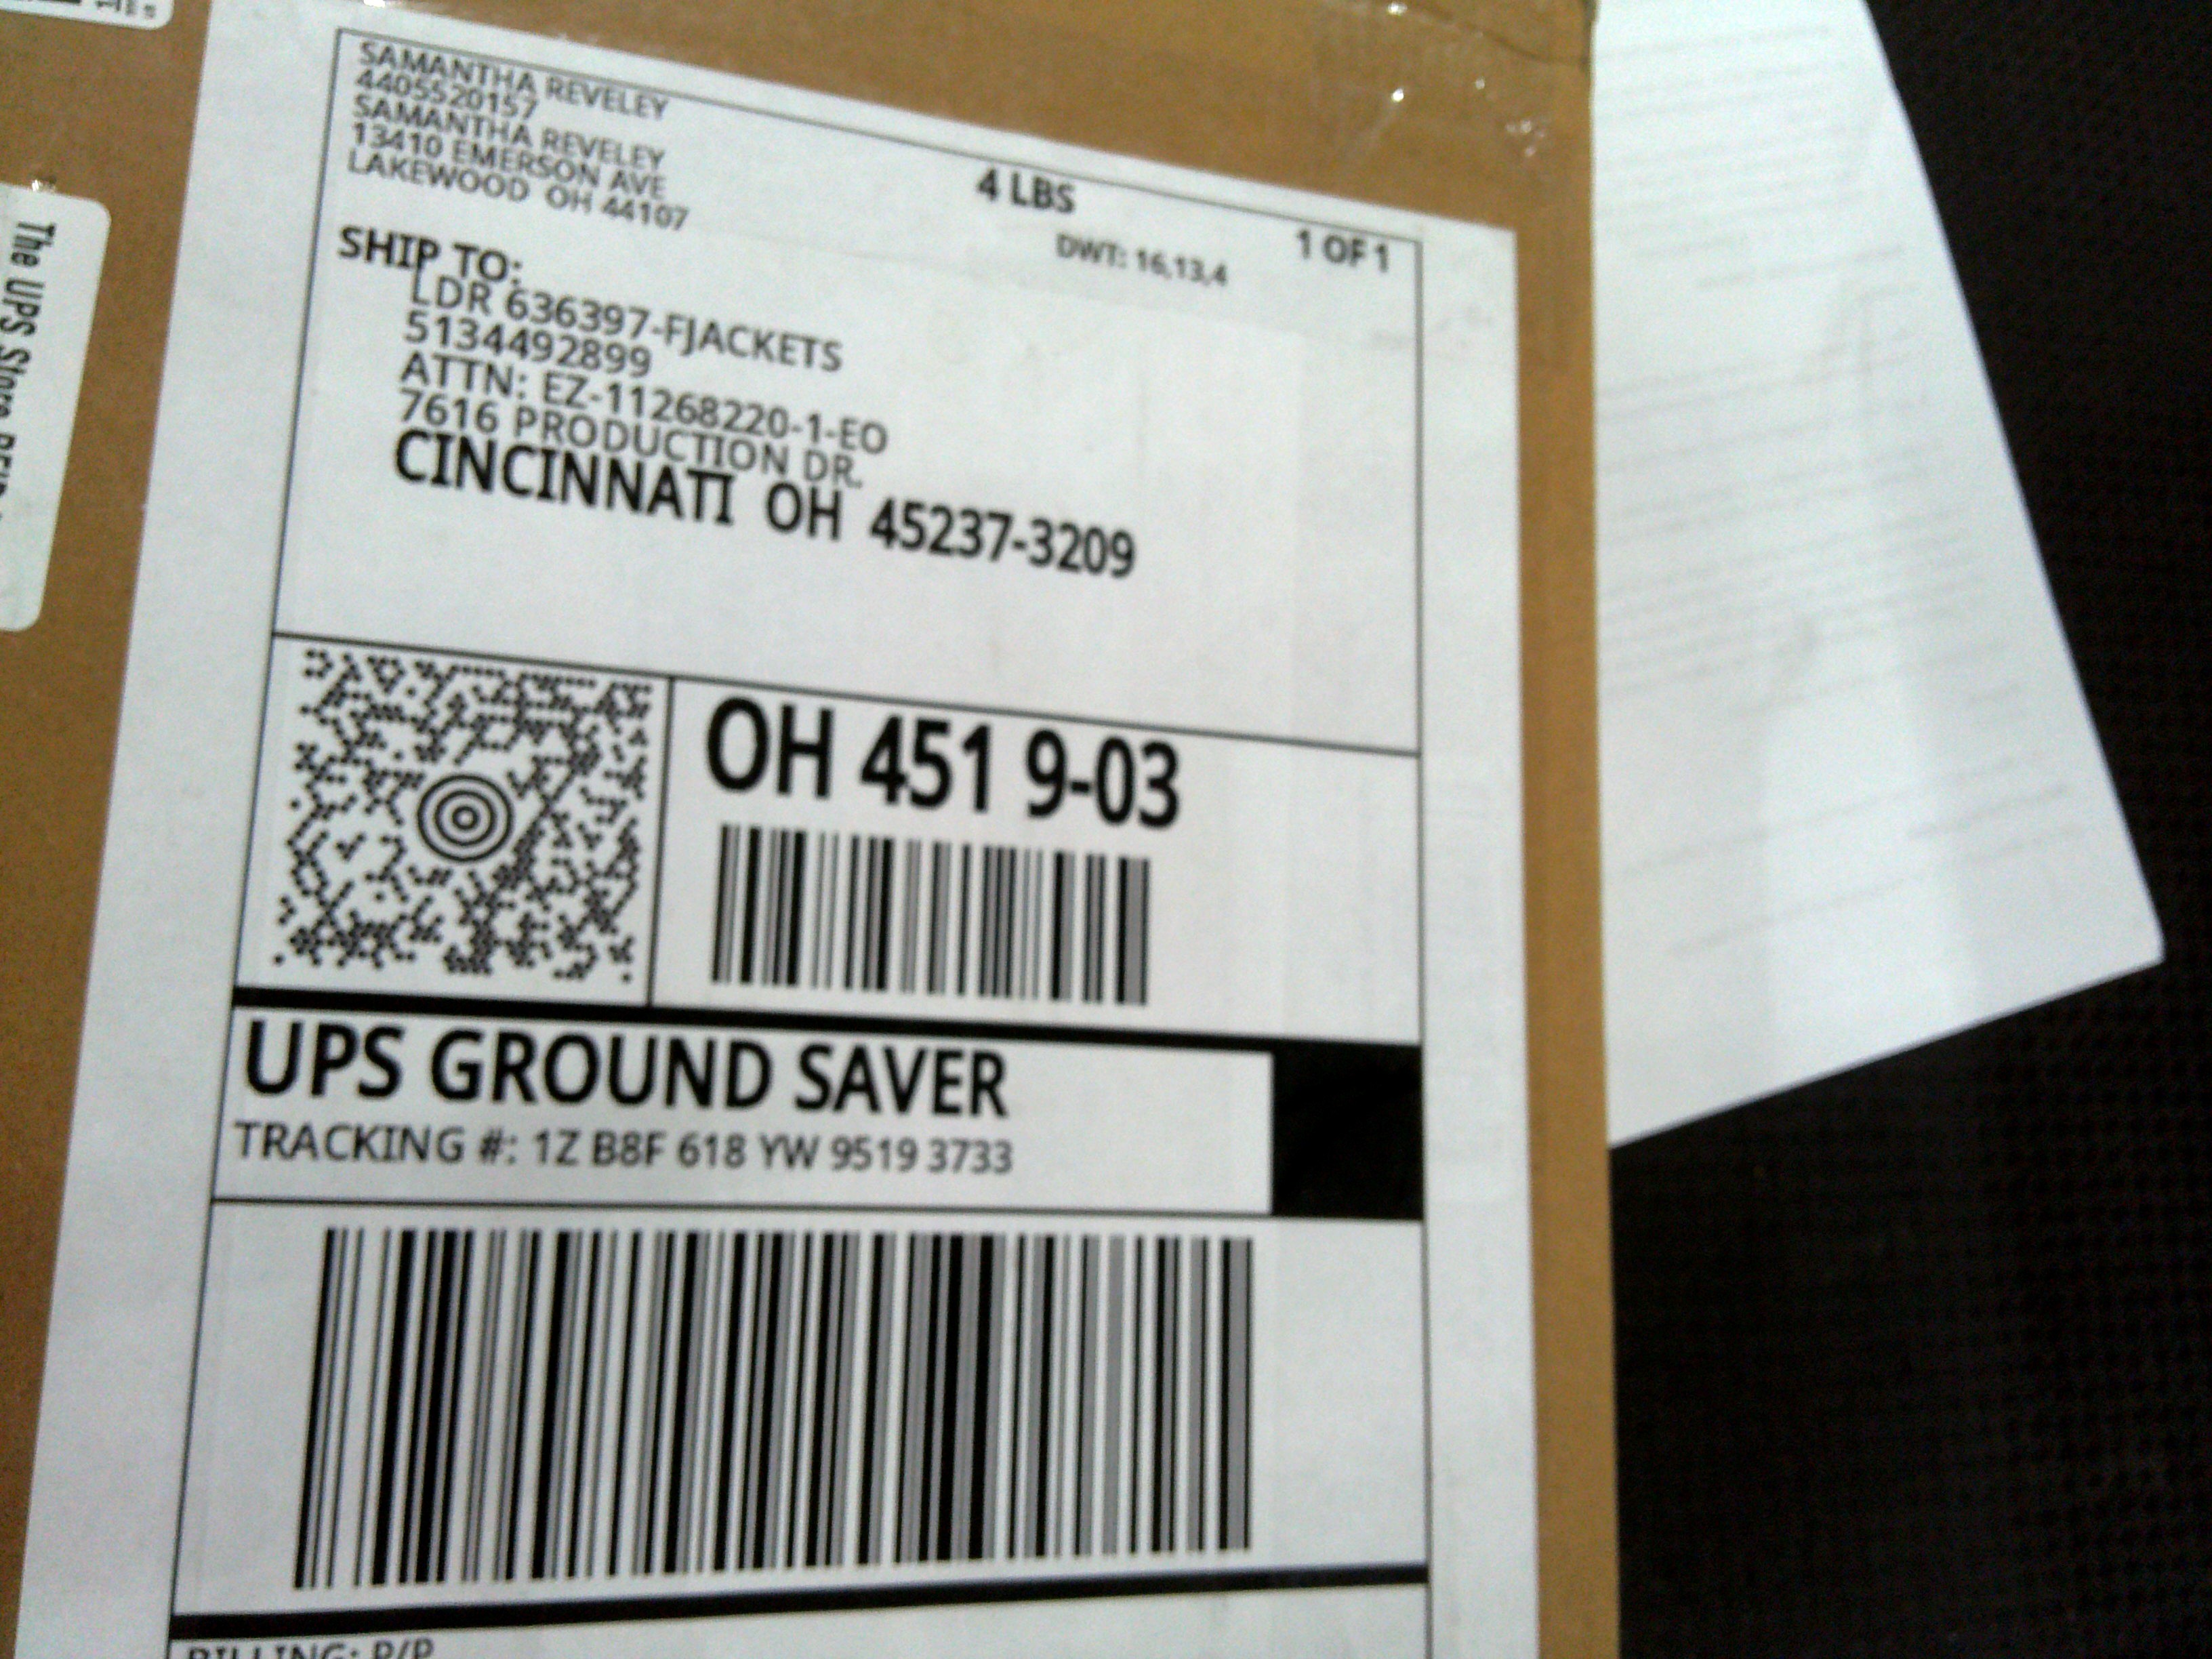 SAMANTHA REVELEY
4405520157
SAMANTHA REVELEY
13410 EMERSON AVE
LAKEWOOD OH 44107
4 LBS
1 OF 1
DWT: 16,13,4
SHIP TO:
LDR 636397-FJACKETS
5134492899
ATTN: EZ-11268220-1-EO
7616 PRODUCTION DR.
CINCINNATI OH 45237-3209
OH 451 9-03
UPS GROUND SAVER
TRACKING #: 1Z B8F 618 YW 9519 3733
BILLING: P/P
The UPS Store